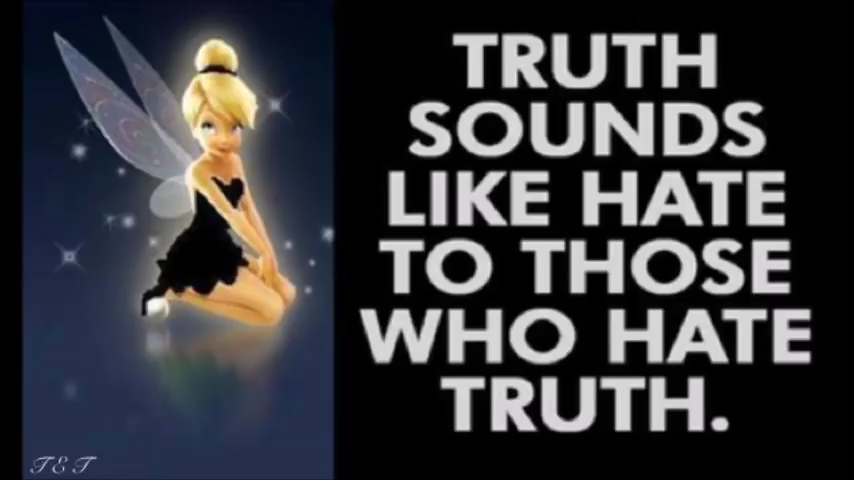 TRUTH
SOUNDS
LIKE HATE
TO THOSE
WHO HATE
TRUTH.
T&T